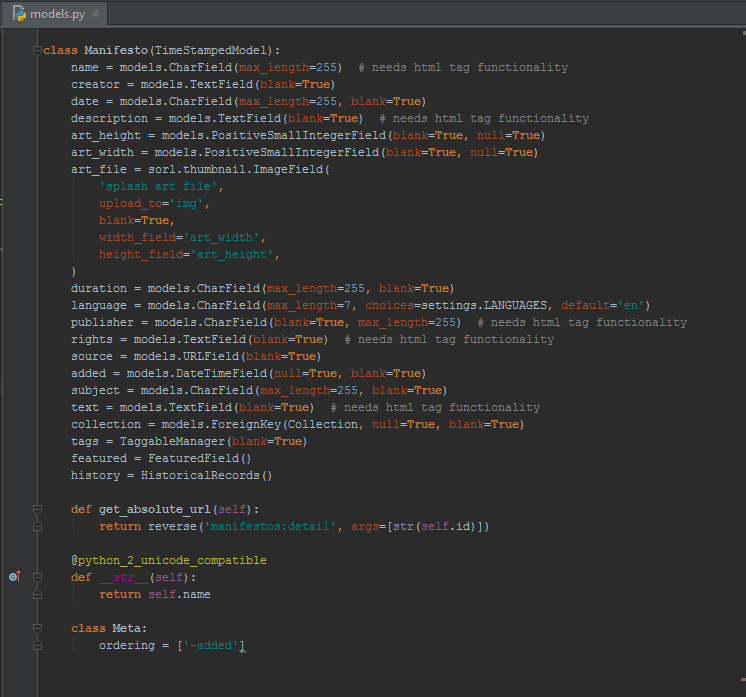 models.py
class Manifesto(TimeStampedModel):
    name = models.CharField(max_length=255)  # needs html tag functionality
    creator = models.TextField(blank=True)
    date = models.CharField(max_length=255, blank=True)
    description = models.TextField(blank=True)  # needs html tag functionality
    art_height = models.PositiveSmallIntegerField(blank=True, null=True)
    art_width = models.PositiveSmallIntegerField(blank=True, null=True)
    art_file = sorl.thumbnail.ImageField(
        'splash art file',
        upload_to='img',
        blank=True,
        width_field='art_width',
        height_field='art_height',
    )
    duration = models.CharField(max_length=255, blank=True)
    language = models.CharField(max_length=7, choices=settings.LANGUAGES, default='en')
    publisher = models.CharField(blank=True, max_length=255)  # needs html tag functionality
    rights = models.TextField(blank=True)  # needs html tag functionality
    source = models.URLField(blank=True)
    added = models.DateTimeField(null=True, blank=True)
    subject = models.CharField(max_length=255, blank=True)
    text = models.TextField(blank=True)  # needs html tag functionality
    collection = models.ForeignKey(Collection, null=True, blank=True)
    tags = TaggableManager(blank=True)
    featured = FeaturedField()
    history = HistoricalRecords()

    def get_absolute_url(self):
        return reverse('manifestos:detail', args=[str(self.id)])

    @python_2_unicode_compatible
    def __str__(self):
        return self.name

    class Meta:
        ordering = ['-added']